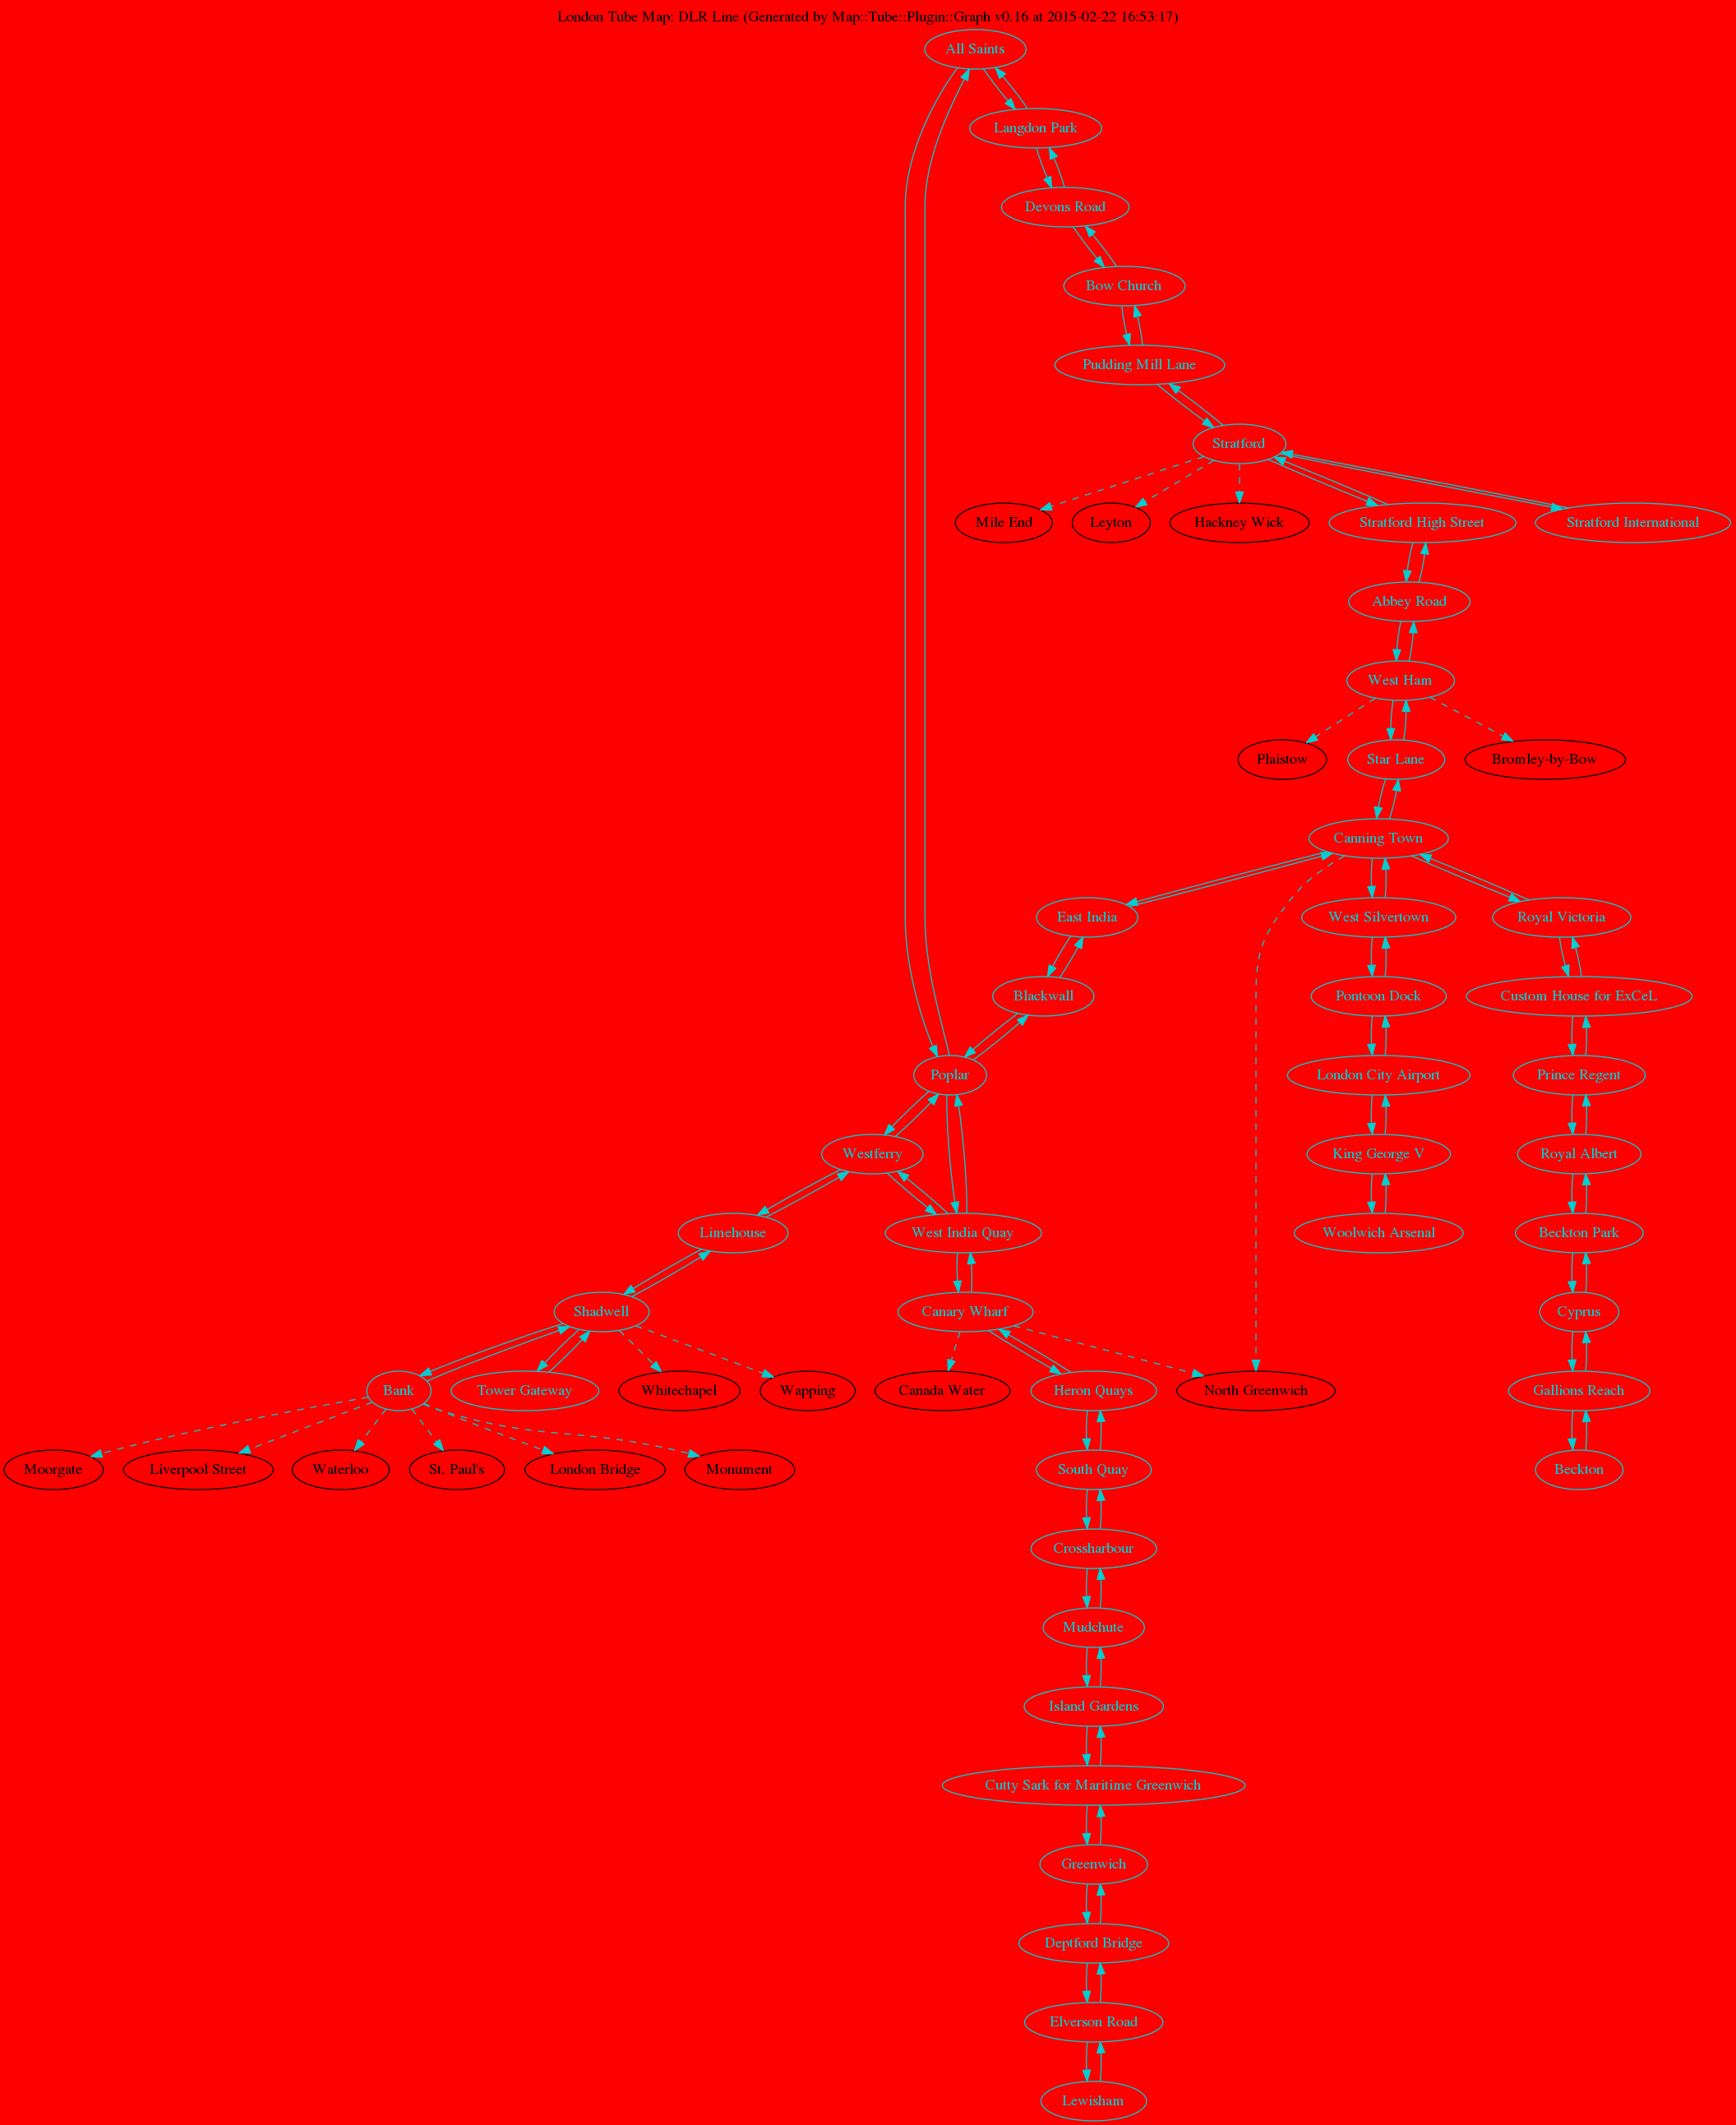 London Tube Map: DLR Line (Generated by Map::Tube::Plugin::Graph v0.16 at 2015-02-22 16:53:17)
All Saints
Langdon Park
Devons Road
Bow Church
Pudding Mill Lane
Stratford
Mile End
Leyton
Hackney Wick
Stratford High Street
Stratford International
Abbey Road
West Ham
Plaistow
Star Lane
Bromley-by-Bow
Canning Town
East India
West Silvertown
Royal Victoria
Blackwall
Pontoon Dock
Custom House for ExCeL
Poplar
London City Airport
Prince Regent
Westferry
King George V
Royal Albert
Limehouse
West India Quay
Woolwich Arsenal
Beckton Park
Shadwell
Canary Wharf
Cyprus
Bank
Tower Gateway
Whitechapel
Wapping
Canada Water
Heron Quays
North Greenwich
Gallions Reach
Moorgate
Liverpool Street
Waterloo
St. Paul's
London Bridge
Monument
South Quay
Beckton
Crossharbour
Mudchute
Island Gardens
Cutty Sark for Maritime Greenwich
Greenwich
Deptford Bridge
Elverson Road
Lewisham